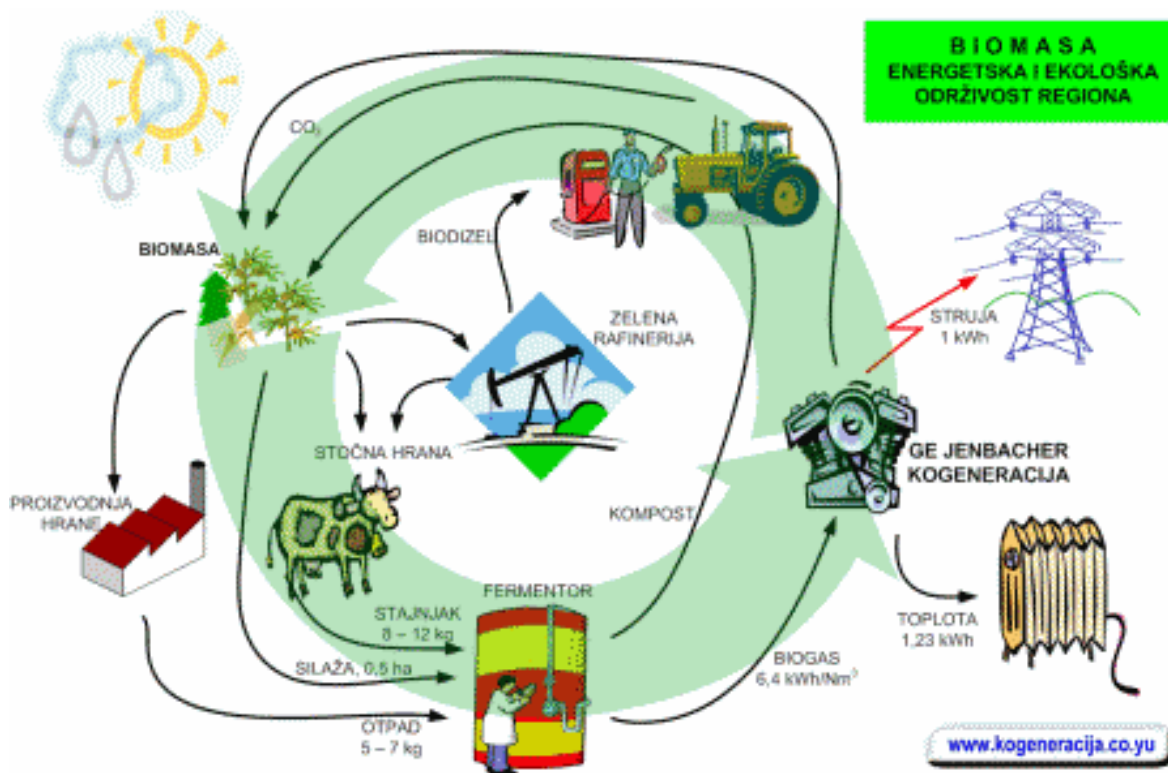 BiOMASA
ENERGETSKA I EKOLOŠKA
ODRŽIVOST REGIONA
CO₂
BIODIZEL
BIOMASA
ZELENA
RAFINERIJA
STRUJA
1 kWh
STOČNA HRANA
GE JENBACHER
KOGENERACIJA
PROIZVODNJA
HRANE
KOMPOST
FERMENTOR
STAJNJAK
8 – 12 kg
TOPLOTA
1,23 kWh
SILAŽA, 0,5 ha
BIOGAS
6,4 kWh/Nm³
OTPAD
5 – 7 kg
www.kogeneracija.co.yu